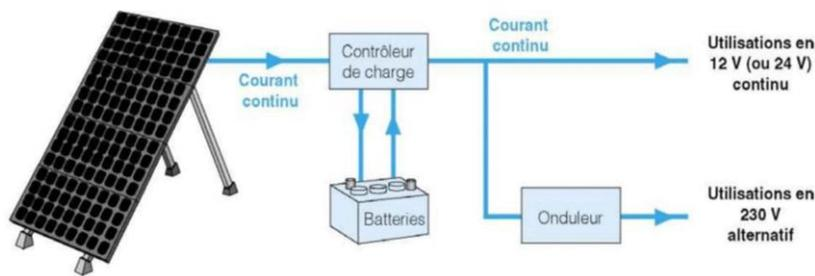 Courant
continu
Contrôleur
de charge
Batteries
Courant
continu
Onduleur
Utilisations en
12 V (ou 24 V)
continu
Utilisations en
230 V
alternatif